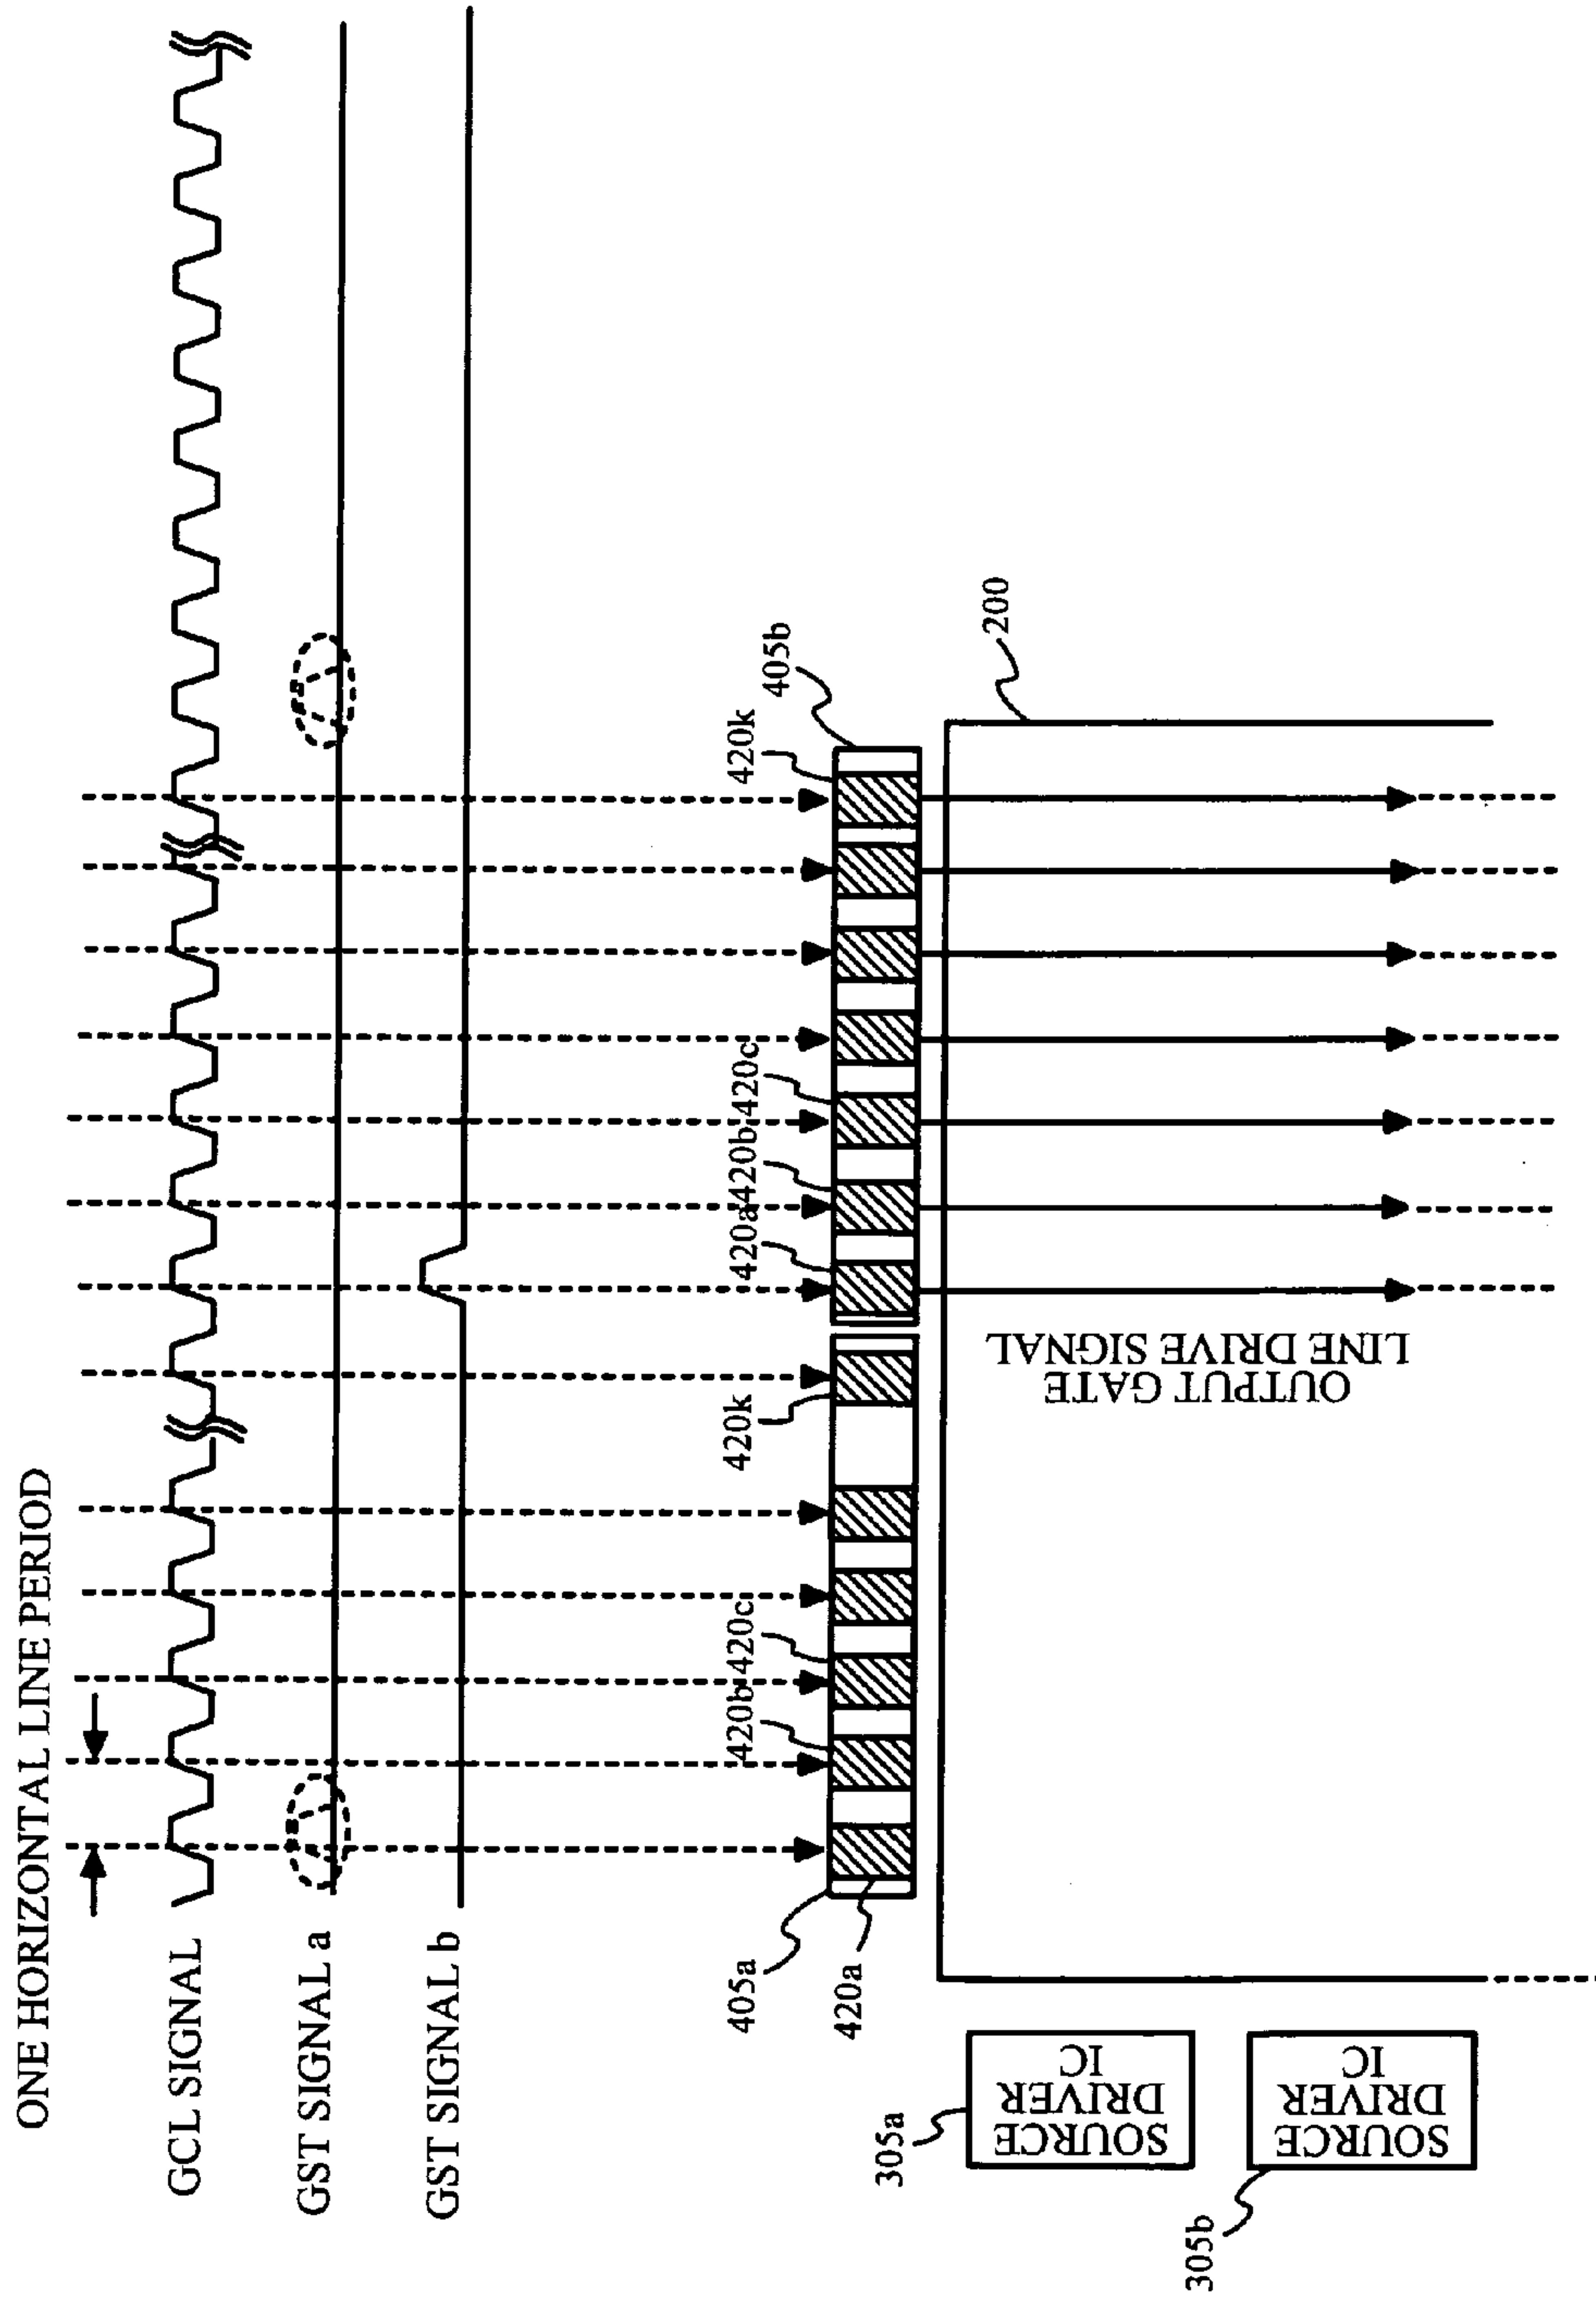 ONE HORIZONTAL LINE PERIOD
GCL SIGNAL
GST SIGNAL a
GST SIGNAL b
405a
420a
420b
420c
420k
420a
420b
420c
420k
405b
200
OUTPUT GATE
LINE DRIVE SIGNAL
305a
SOURCE
DRIVER
IC
305b
SOURCE
DRIVER
IC